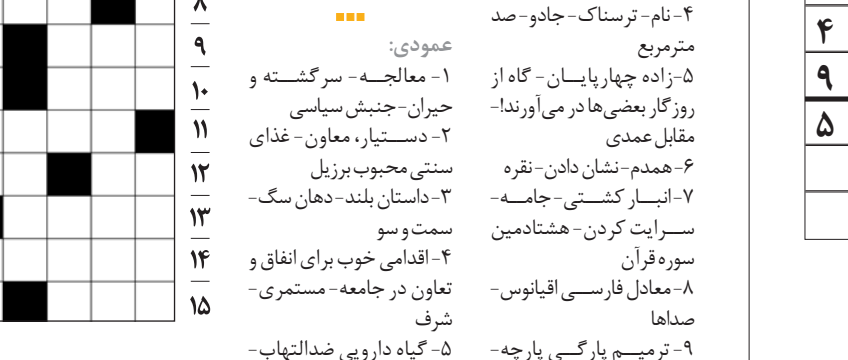 ۴
۹
۵
۴- نام- ترسناک- جادو- صد
مترمربع
۵-زاده چهارپایان- گاه از
روزگار بعضی‌ها در می‌آورند!-
مقابل عمدی
۶- همدم- نشان دادن- نقره
۷-انبار کشتی- جامه-
سرایت کردن- هشتادمین
سوره قرآن
۸-معادل فارسی اقیانوس-
صداها
۹- ترمیم پارگی پارچه-
عمودی:
۱- معالجه- سرگشته و
حیران-جنبش سیاسی
۲- دستیار، معاون- غذای
سنتی محبوب برزیل
۳-داستان بلند- دهان سگ-
سمت و سو
۴-اقدامی خوب برای انفاق و
تعاون در جامعه- مستمری-
شرف
۵- گیاه دارویی ضدالتهاب-
۸
۹
۱۰
۱۱
۱۲
۱۳
۱۴
۱۵